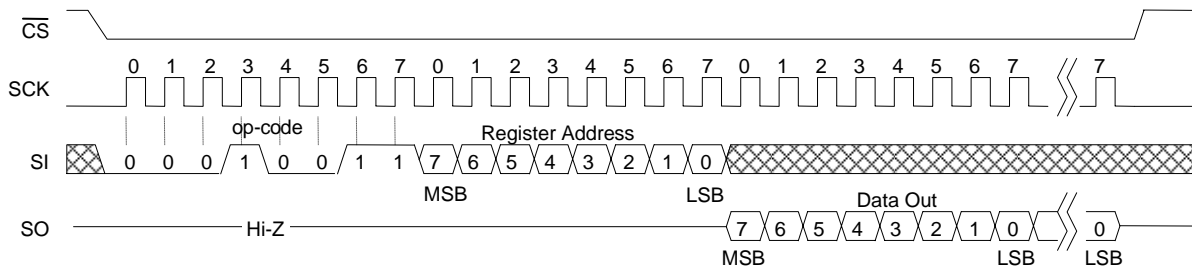 CS
0 1 2 3 4 5 6 7 0 1 2 3 4 5 6 7 0 1 2 3 4 5 6 7 7
SCK
op-code Register Address
SI 0 0 0 1 0 0 1 1 7 6 5 4 3 2 1 0
MSB LSB Data Out
SO Hi-Z 7 6 5 4 3 2 1 0 0
MSB LSB LSB